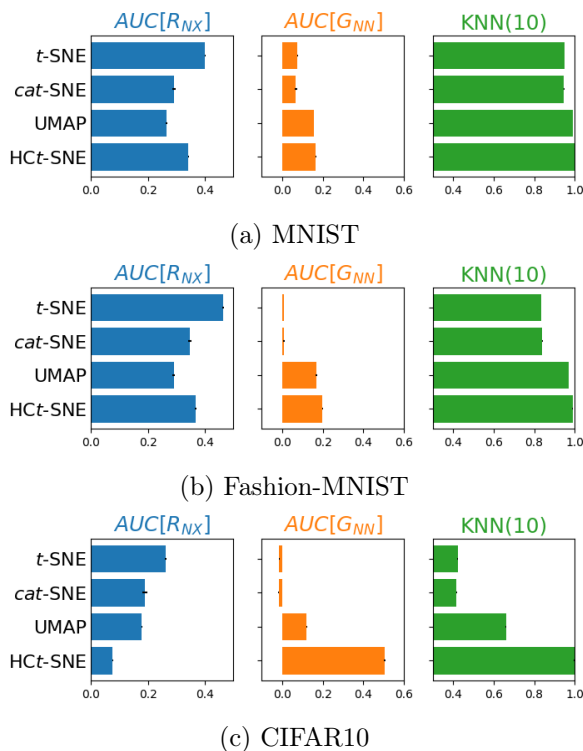 AUC[R_NX] AUC[G_NN] KNN(10)
t-SNE
cat-SNE
UMAP
HCt-SNE
0.0 0.2 0.4 0.0 0.2 0.4 0.6 0.4 0.6 0.8 1.0
(a) MNIST
AUC[R_NX] AUC[G_NN] KNN(10)
t-SNE
cat-SNE
UMAP
HCt-SNE
0.0 0.2 0.4 0.0 0.2 0.4 0.6 0.4 0.6 0.8 1.0
(b) Fashion-MNIST
AUC[R_NX] AUC[G_NN] KNN(10)
t-SNE
cat-SNE
UMAP
HCt-SNE
0.0 0.2 0.4 0.0 0.2 0.4 0.6 0.4 0.6 0.8 1.0
(c) CIFAR10